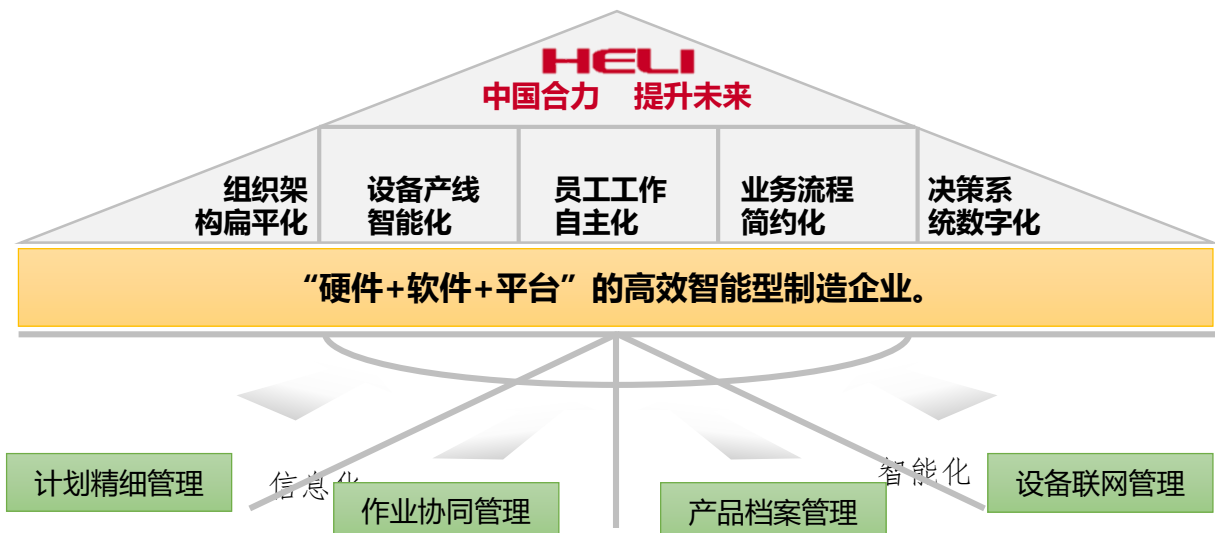 HELI
中国合力 提升未来
组织架
构扁平化
设备产线
智能化
员工工作
自主化
业务流程
简约化
决策系
统数字化
“硬件+软件+平台”的高效智能型制造企业。
计划精细管理
信息化
作业协同管理
产品档案管理
智能化
设备联网管理